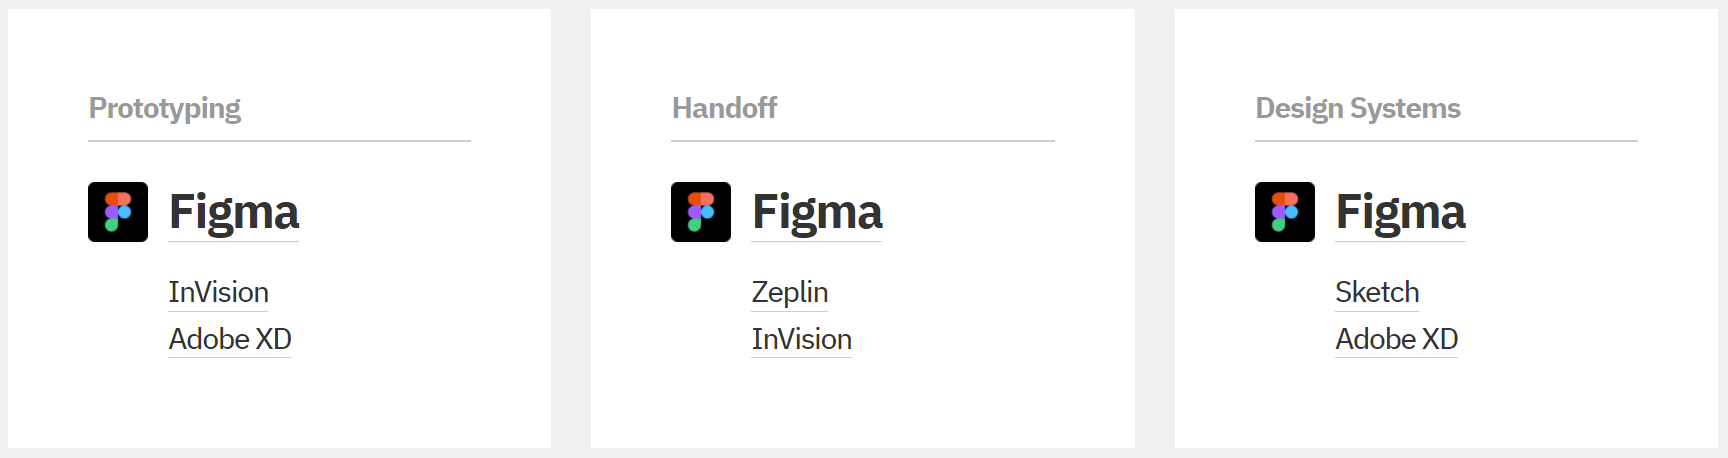 Prototyping
Figma
InVision
Adobe XD
Handoff
Figma
Zeplin
InVision
Design Systems
Figma
Sketch
Adobe XD